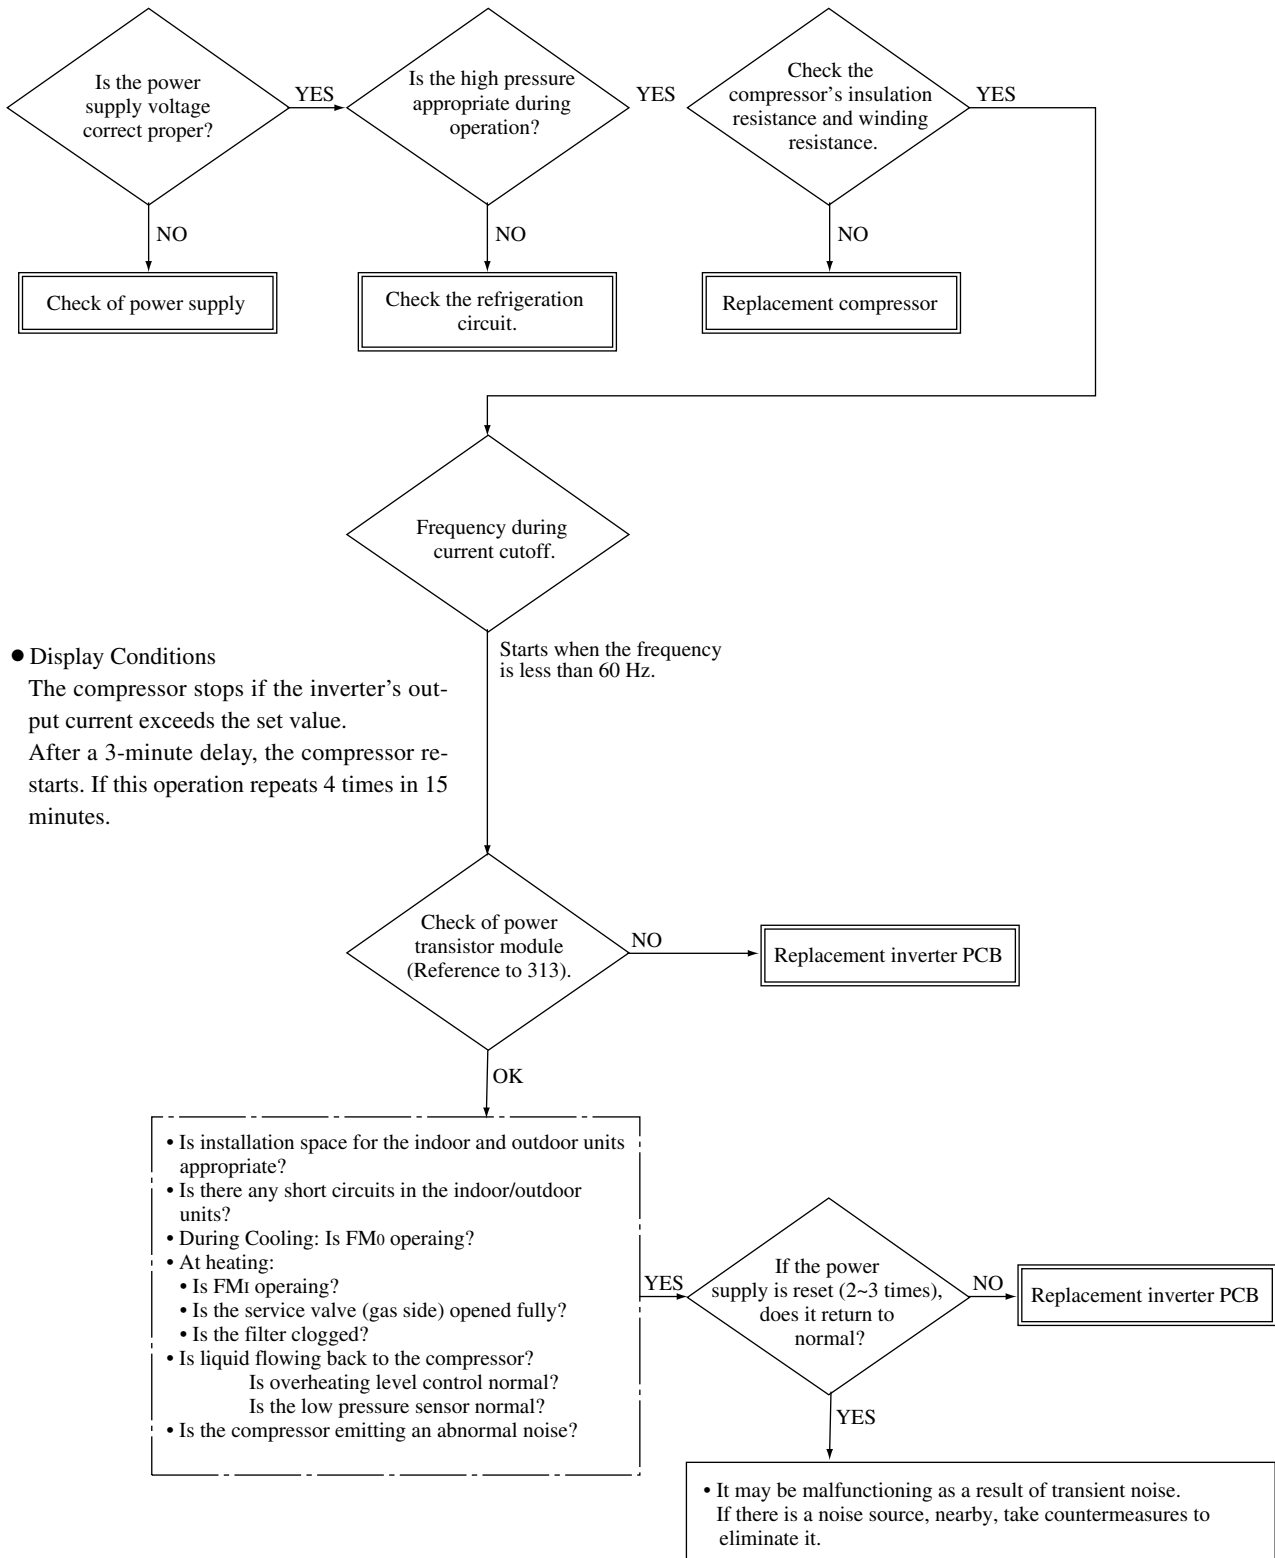 Is the power
supply voltage
correct proper?
YES
Is the high pressure
appropriate during
operation?
YES
Check the
compressor's insulation
resistance and winding
resistance.
YES
NO
NO
NO
Check of power supply
Check the refrigeration
circuit.
Replacement compressor
Frequency during
current cutoff.
Starts when the frequency
is less than 60 Hz.
● Display Conditions
The compressor stops if the inverter's out-
put current exceeds the set value.
After a 3-minute delay, the compressor re-
starts. If this operation repeats 4 times in 15
minutes.
Check of power
transistor module
(Reference to 313).
NO
Replacement inverter PCB
OK
• Is installation space for the indoor and outdoor units
appropriate?
• Is there any short circuits in the indoor/outdoor
units?
• During Cooling: Is FM0 operaing?
• At heating:
• Is FMI operaing?
• Is the service valve (gas side) opened fully?
• Is the filter clogged?
• Is liquid flowing back to the compressor?
Is overheating level control normal?
Is the low pressure sensor normal?
• Is the compressor emitting an abnormal noise?
YES
If the power
supply is reset (2~3 times),
does it return to
normal?
NO
Replacement inverter PCB
YES
• It may be malfunctioning as a result of transient noise.
If there is a noise source, nearby, take countermeasures to
eliminate it.